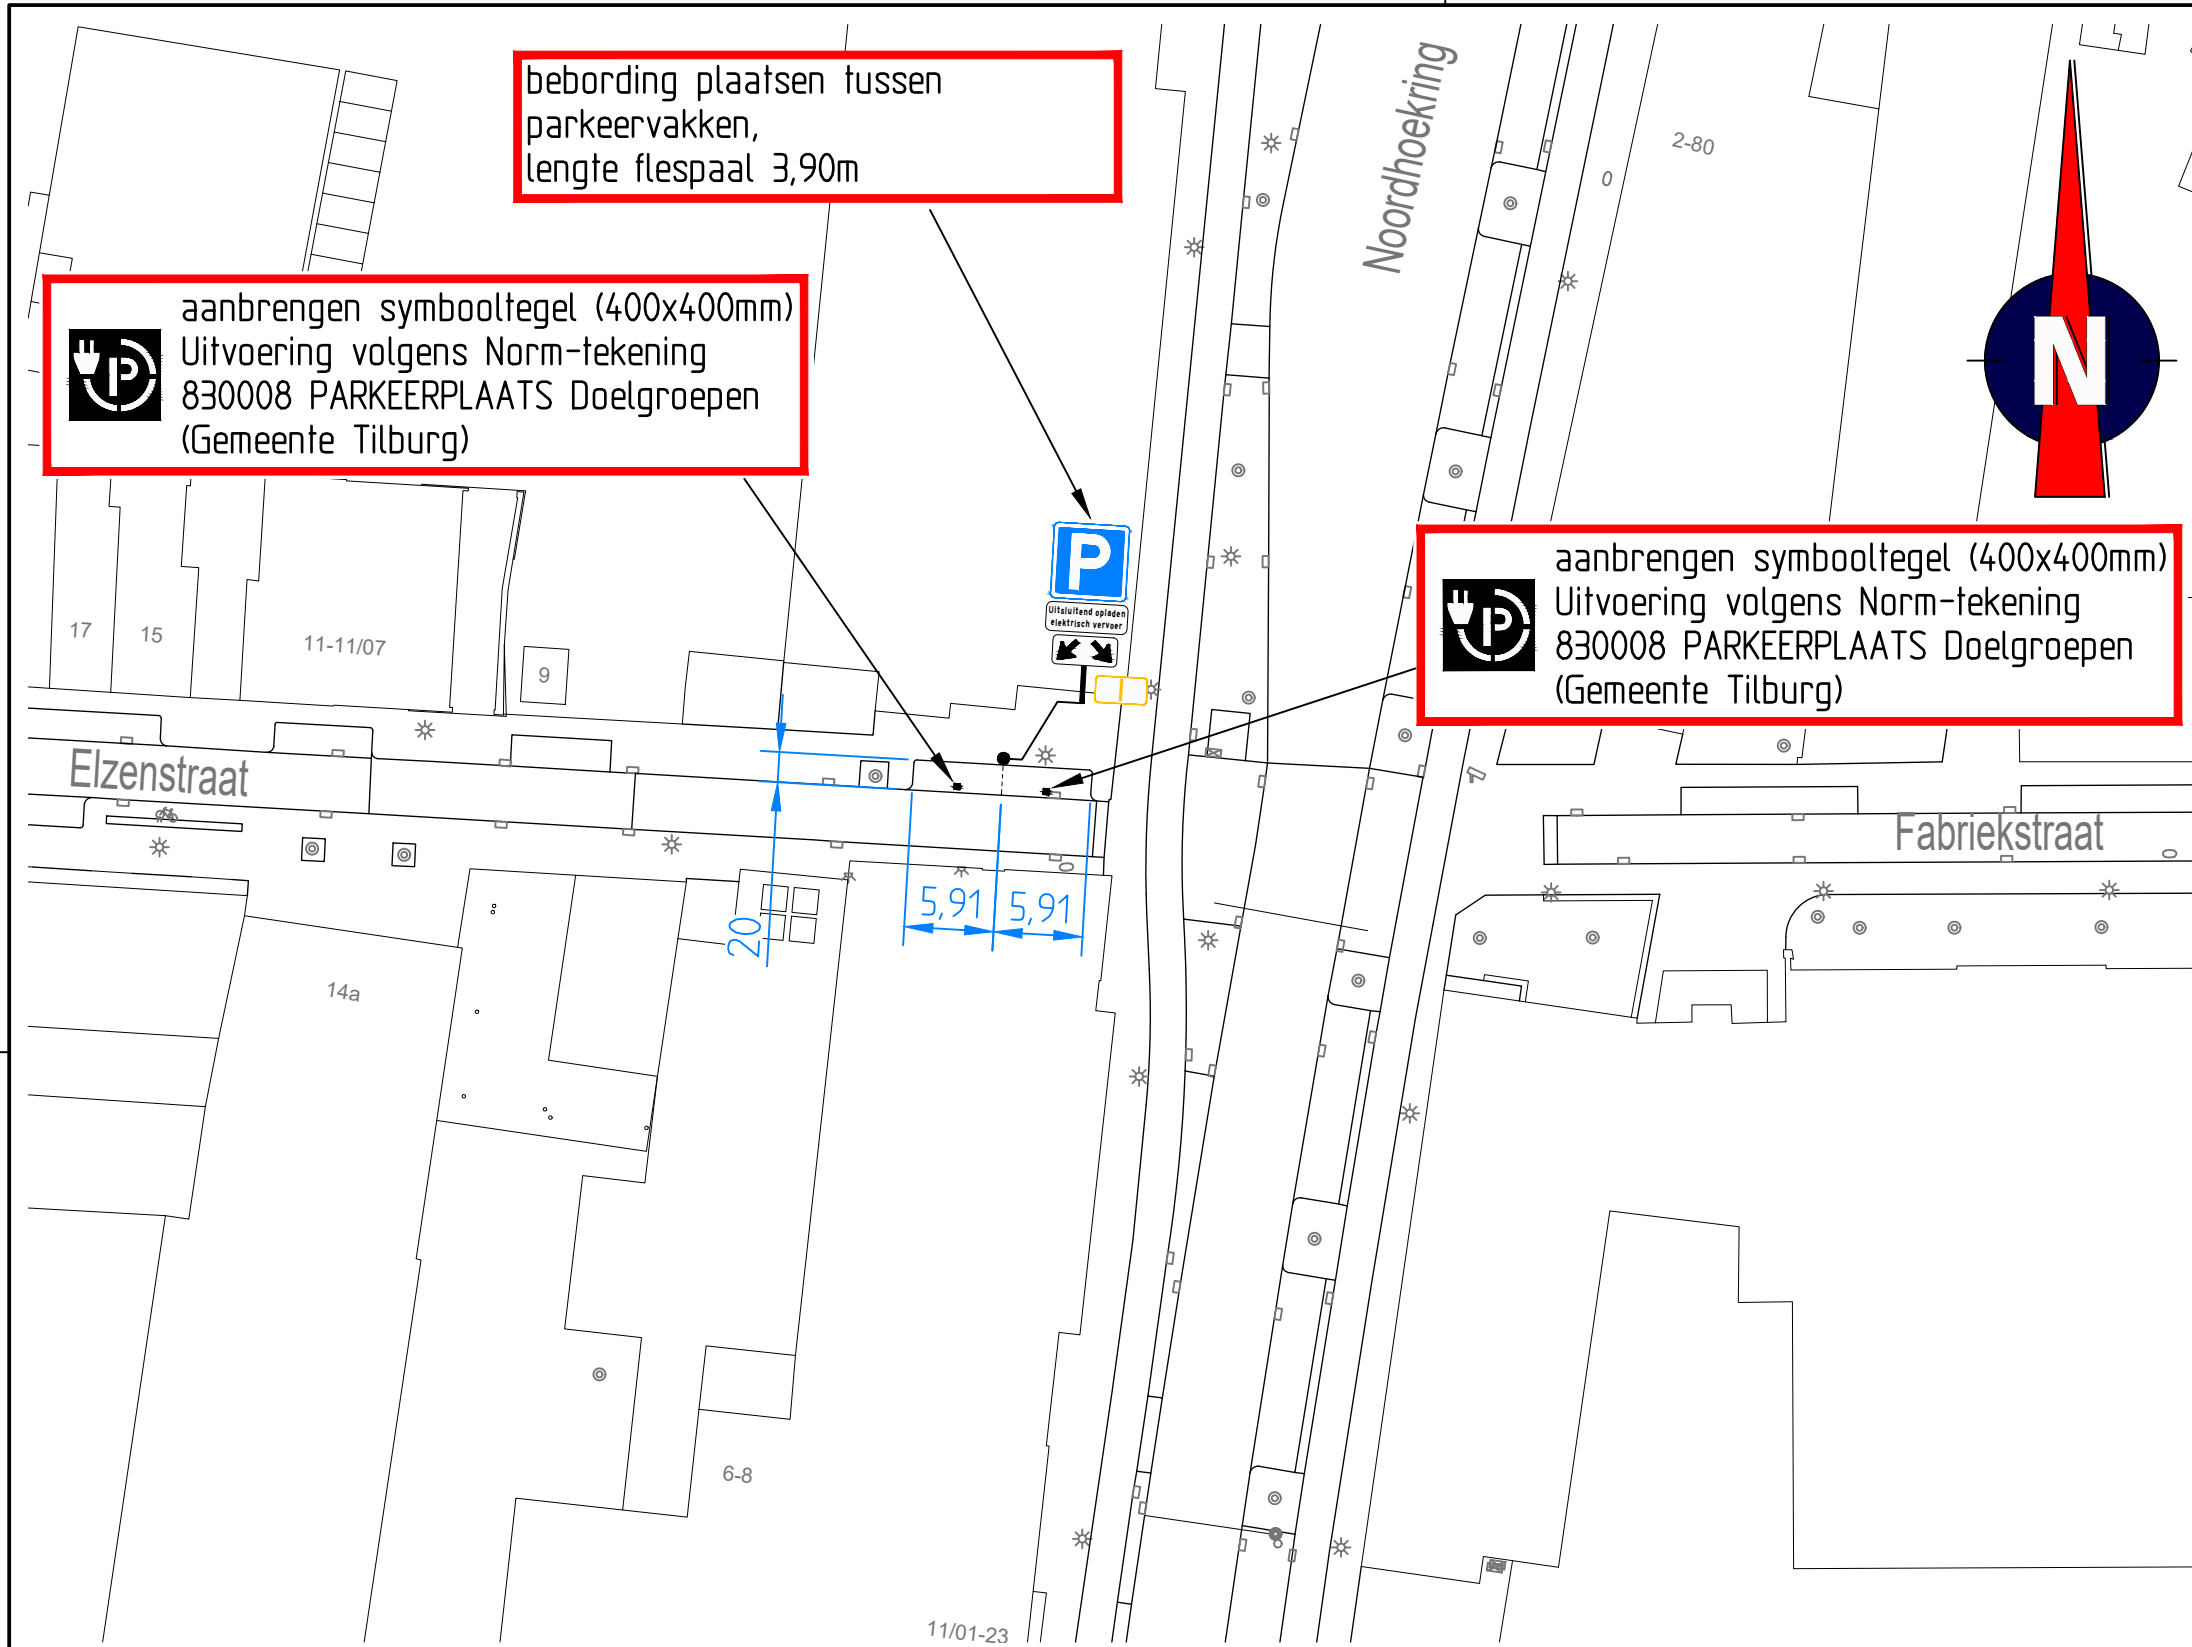 beborđing plaatsen tussen
parkeervakken,
lengte flespaal 3,90m
Noordhoekring
2-80
0
N
aanbrengen symbooltegel (400x400mm)
Uitvoering volgens Norm-tekening
830008 PARKEERPLAATS Doelgroepen
(Gemeente Tilburg)
P
P
Uitsluitend opladen
elektrisch vervoer
aanbrengen symbooltegel (400x400mm)
Uitvoering volgens Norm-tekening
830008 PARKEERPLAATS Doelgroepen
(Gemeente Tilburg)
P
17
15
11-11/07
9
Elzenstraat
Fabriekstraat
5,91
5,91
20
14a
6-8
11/01-23